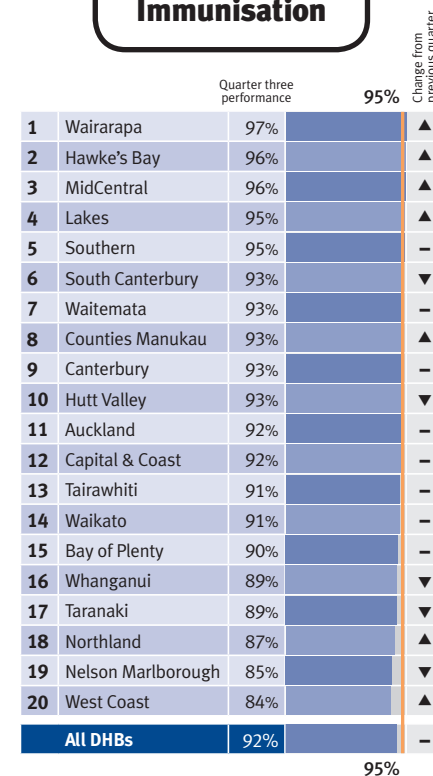 Immunisation
Quarter three
performance
95%
Change from
previous quarter
1 Wairarapa 97% ▲
2 Hawke's Bay 96% ▲
3 MidCentral 96% ▲
4 Lakes 95% ▲
5 Southern 95% –
6 South Canterbury 93% ▼
7 Waitemata 93% –
8 Counties Manukau 93% ▲
9 Canterbury 93% –
10 Hutt Valley 93% ▼
11 Auckland 92% –
12 Capital & Coast 92% –
13 Tairawhiti 91% –
14 Waikato 91% –
15 Bay of Plenty 90% –
16 Whanganui 89% ▼
17 Taranaki 89% ▼
18 Northland 87% ▲
19 Nelson Marlborough 85% ▼
20 West Coast 84% ▲
All DHBs 92% –
95%